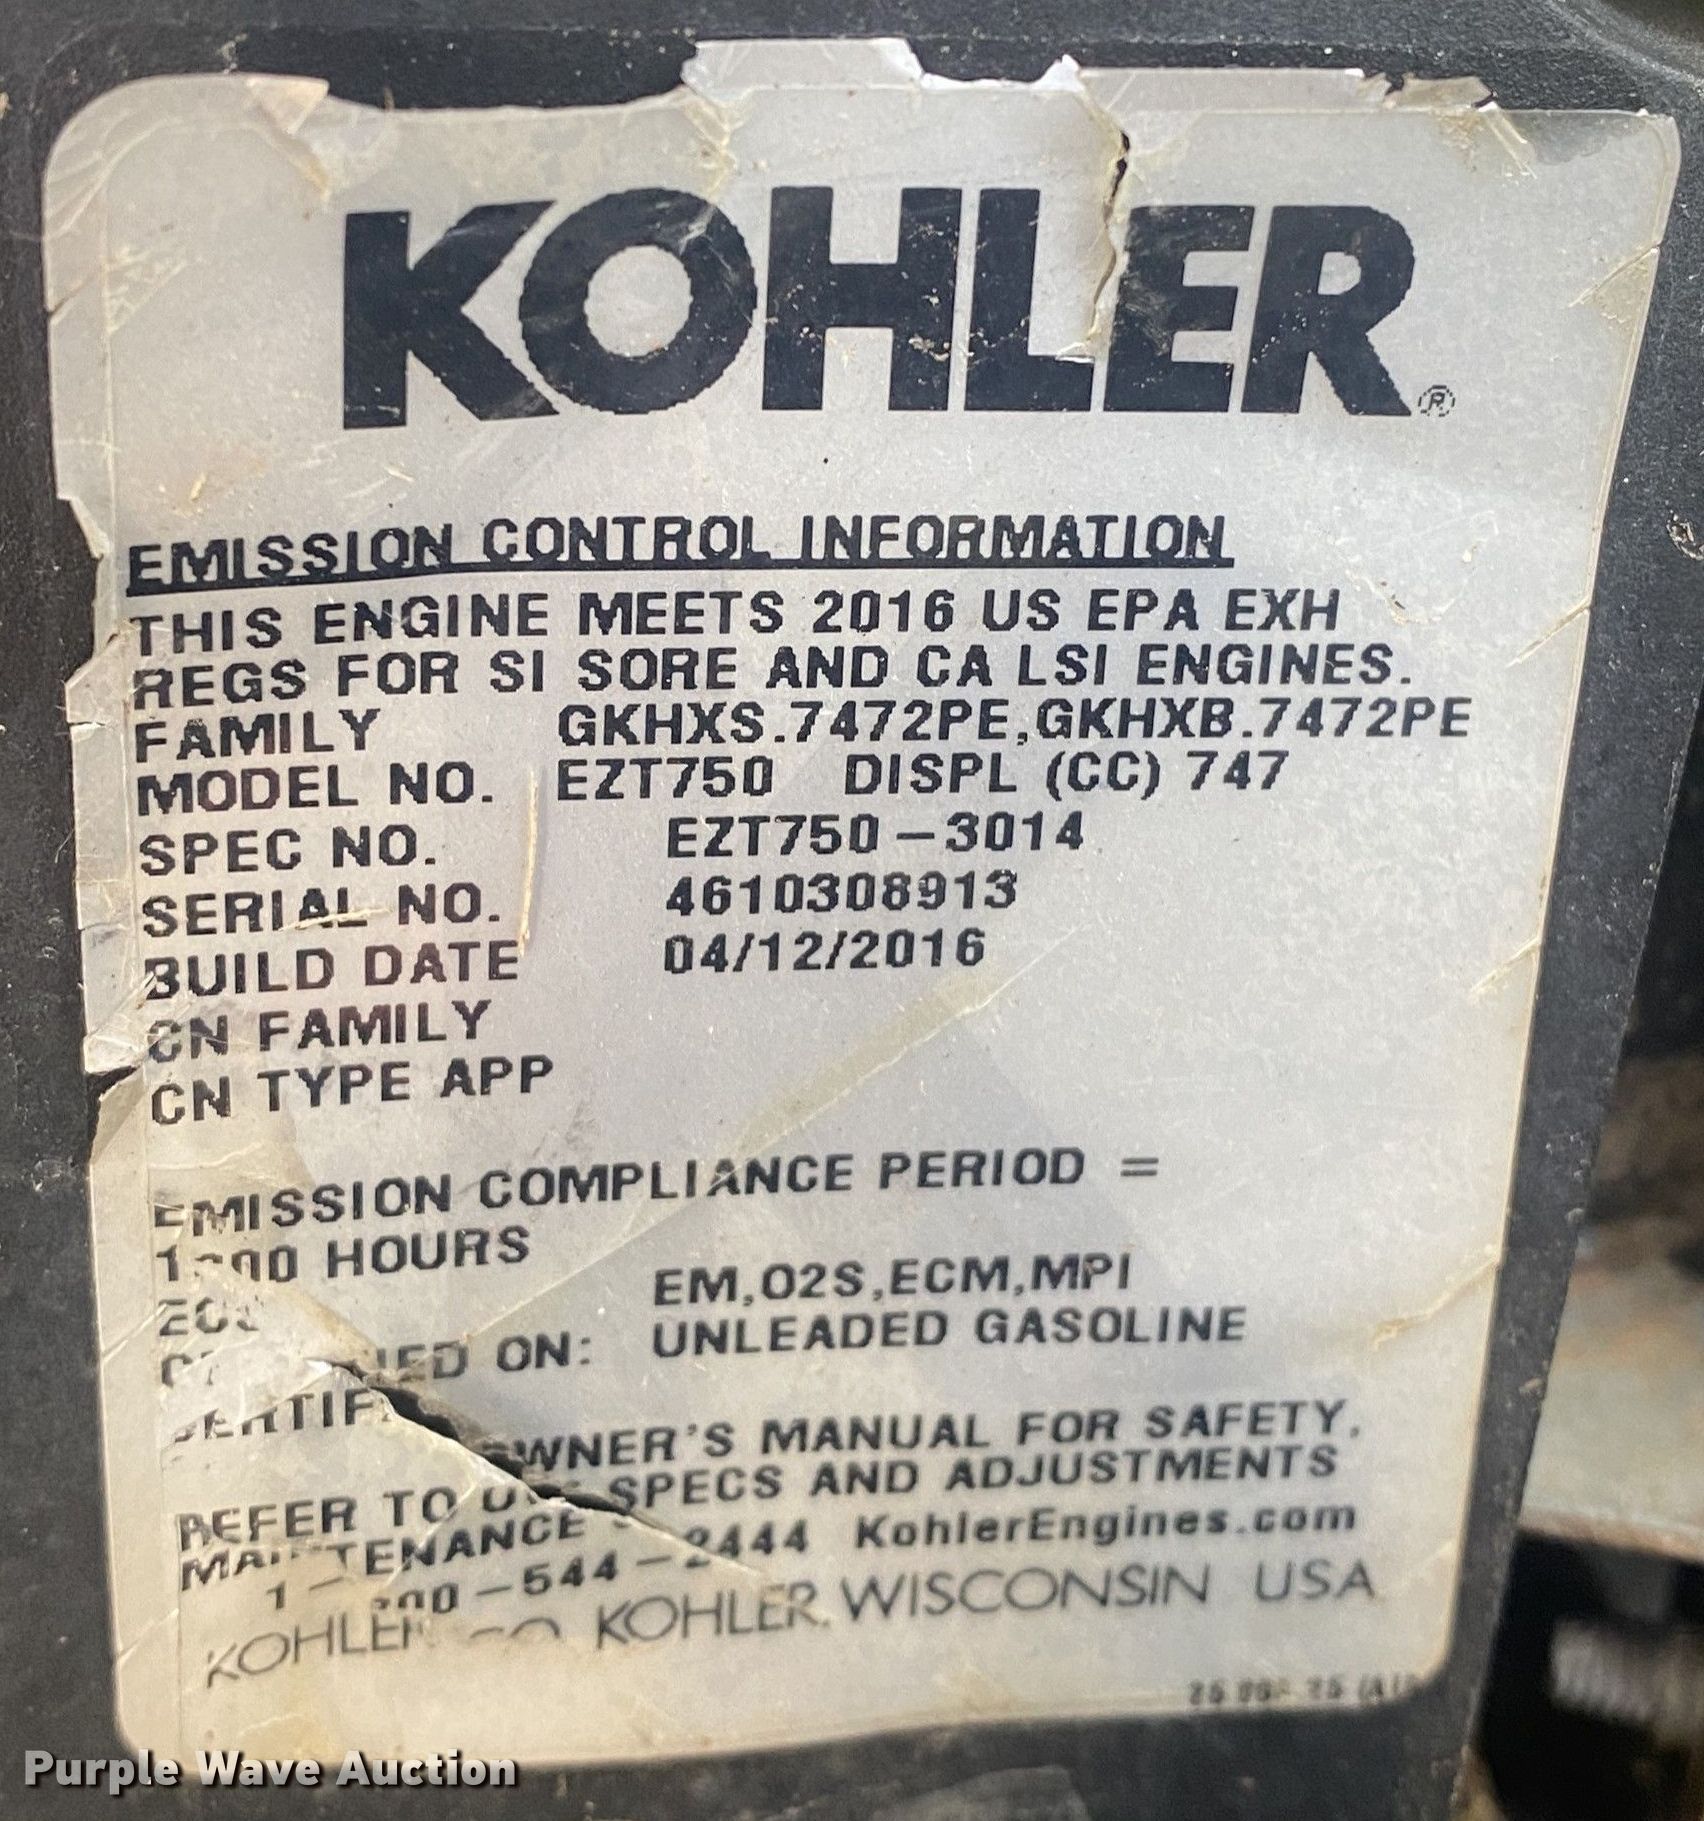 KOHLER®
EMISSION CONTROL INFORMATION
THIS ENGINE MEETS 2016 US EPA EXH
REGS FOR SI SORE AND CA LSI ENGINES.
FAMILY GKHXS.7472PE,GKHXB.7472PE
MODEL NO. EZT750 DISPL (CC) 747
SPEC NO. EZT750-3014
SERIAL NO. 4610308913
BUILD DATE 04/12/2016
CN FAMILY
CN TYPE APP
EMISSION COMPLIANCE PERIOD =
HOURS
EM,O2S,ECM,MPI
ON: UNLEADED GASOLINE
OWNER'S MANUAL FOR SAFETY,
REFER TO SPECS AND ADJUSTMENTS
MAINTENANCE
-544-2444 KohlerEngines.com
KOHLER CO. KOHLER, WISCONSIN USA
Purple Wave Auction